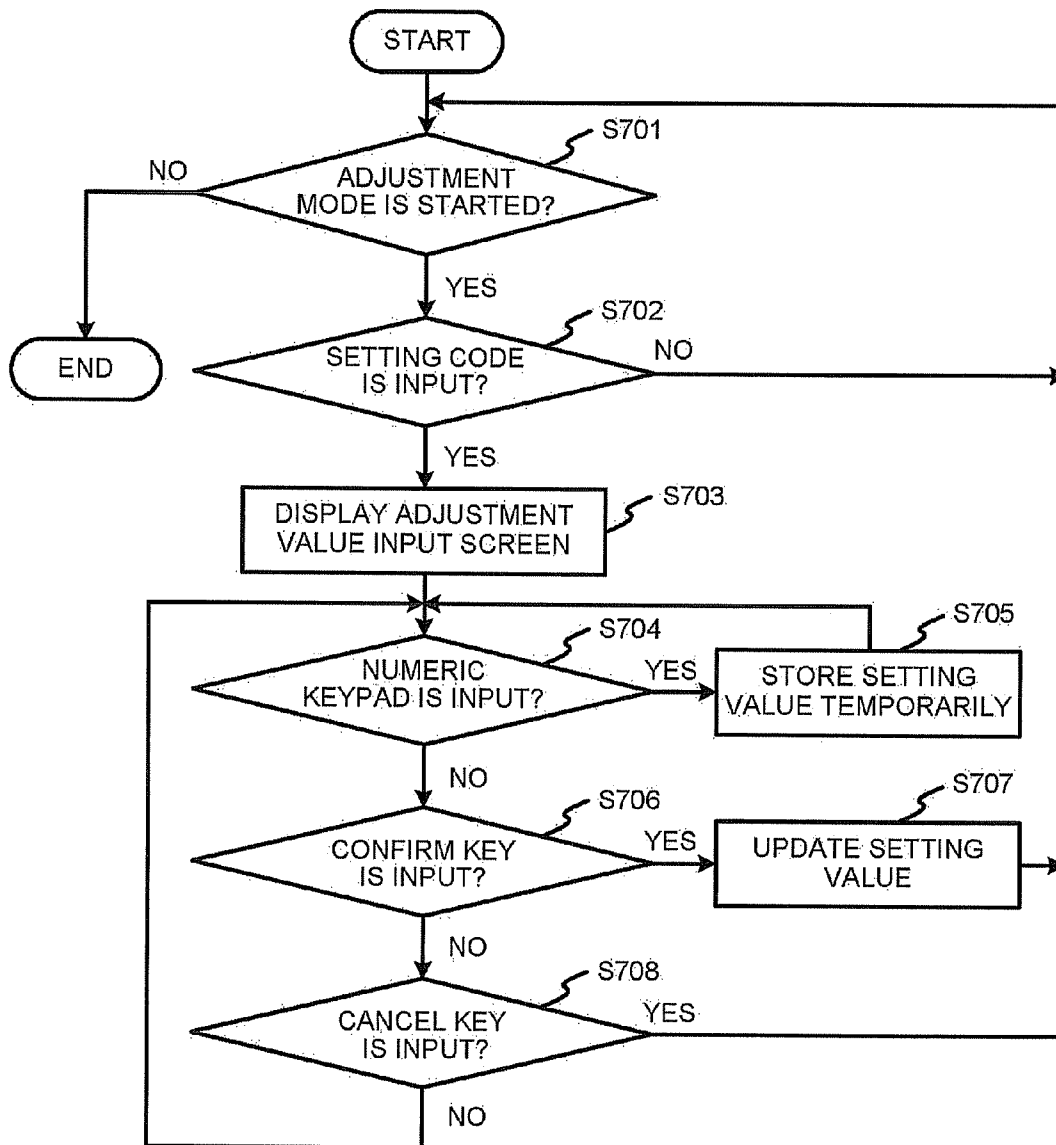 START
S701
NO
ADJUSTMENT
MODE IS STARTED?
YES
S702
END
SETTING CODE
IS INPUT?
NO
YES
S703
DISPLAY ADJUSTMENT
VALUE INPUT SCREEN
S704
S705
NUMERIC
KEYPAD IS INPUT?
YES
STORE SETTING
VALUE TEMPORARILY
NO
S706
S707
CONFIRM KEY
IS INPUT?
YES
UPDATE SETTING
VALUE
NO
S708
CANCEL KEY
IS INPUT?
YES
NO